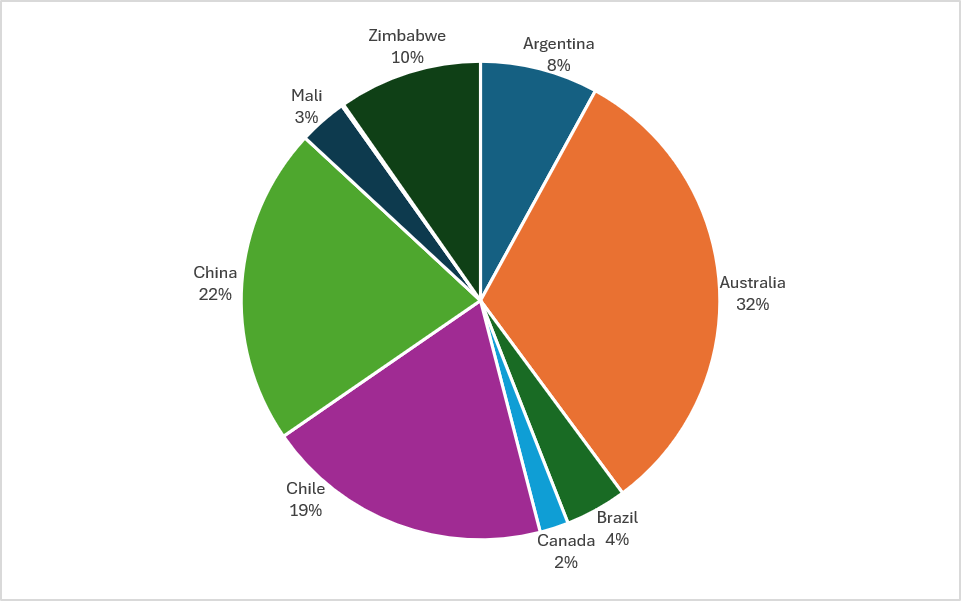 Zimbabwe
10%
Argentina
8%
Mali
3%
China
22%
Australia
32%
Chile
19%
Brazil
4%
Canada
2%